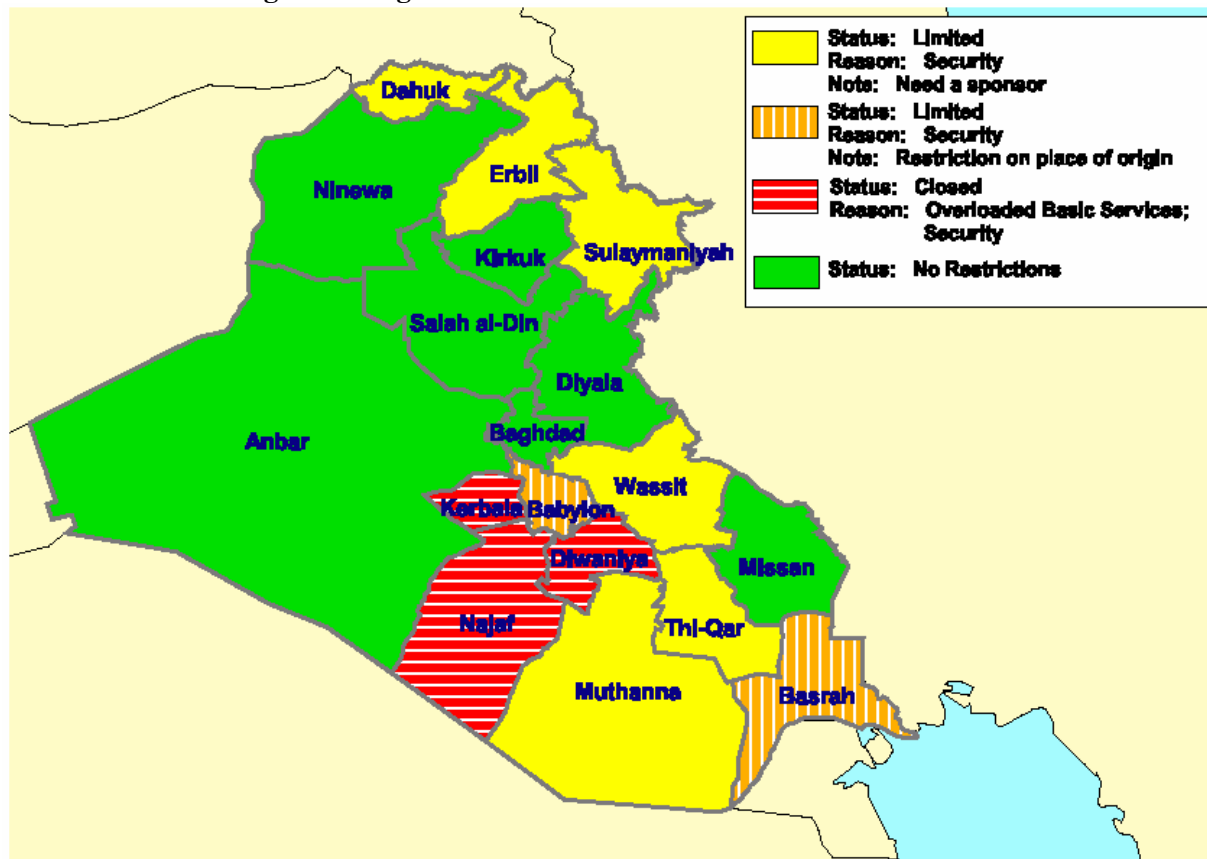 Status: Limited
Reason: Security
Note: Need a sponsor
Status: Limited
Reason: Security
Note: Restriction on place of origin
Status: Closed
Reason: Overloaded Basic Services;
Security
Status: No Restrictions
Dahuk
Erbil
Ninewa
Kirkuk
Sulaymaniyah
Salah al-Din
Diyala
Anbar
Baghdad
Wassit
Kerbala
Babylon
Diwaniya
Missan
Najaf
Thi-Qar
Muthanna
Basrah